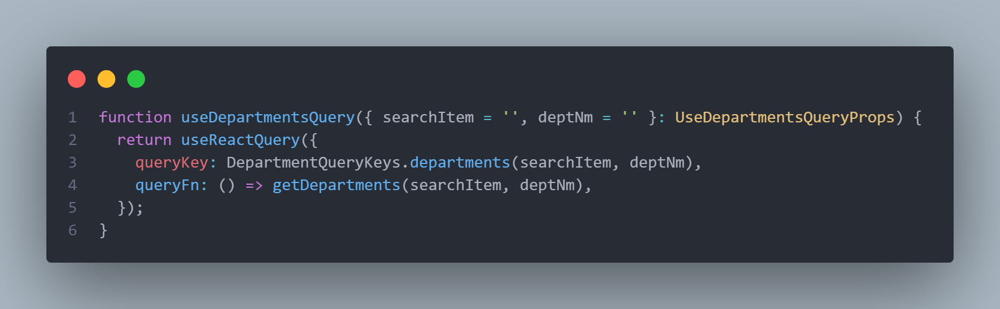 1 function useDepartmentsQuery({ searchItem = '', deptNm = '' }: UseDepartmentsQueryProps) {
2   return useReactQuery({
3     queryKey: DepartmentQueryKeys.departments(searchItem, deptNm),
4     queryFn: () => getDepartments(searchItem, deptNm),
5   });
6 }